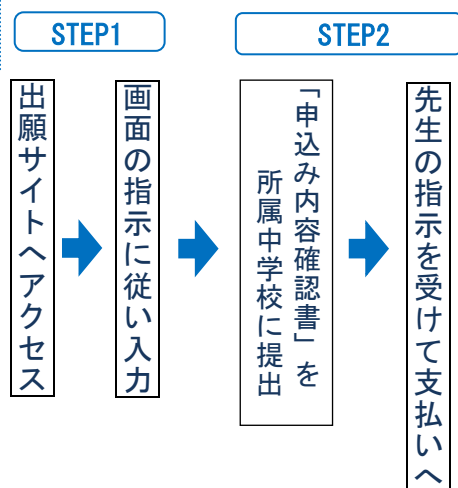 STEP1
STEP2
出願サイトへアクセス
画面の指示に従い入力
「申込み内容確認書」を
所属中学校に提出
先生の指示を受けて支払いへ